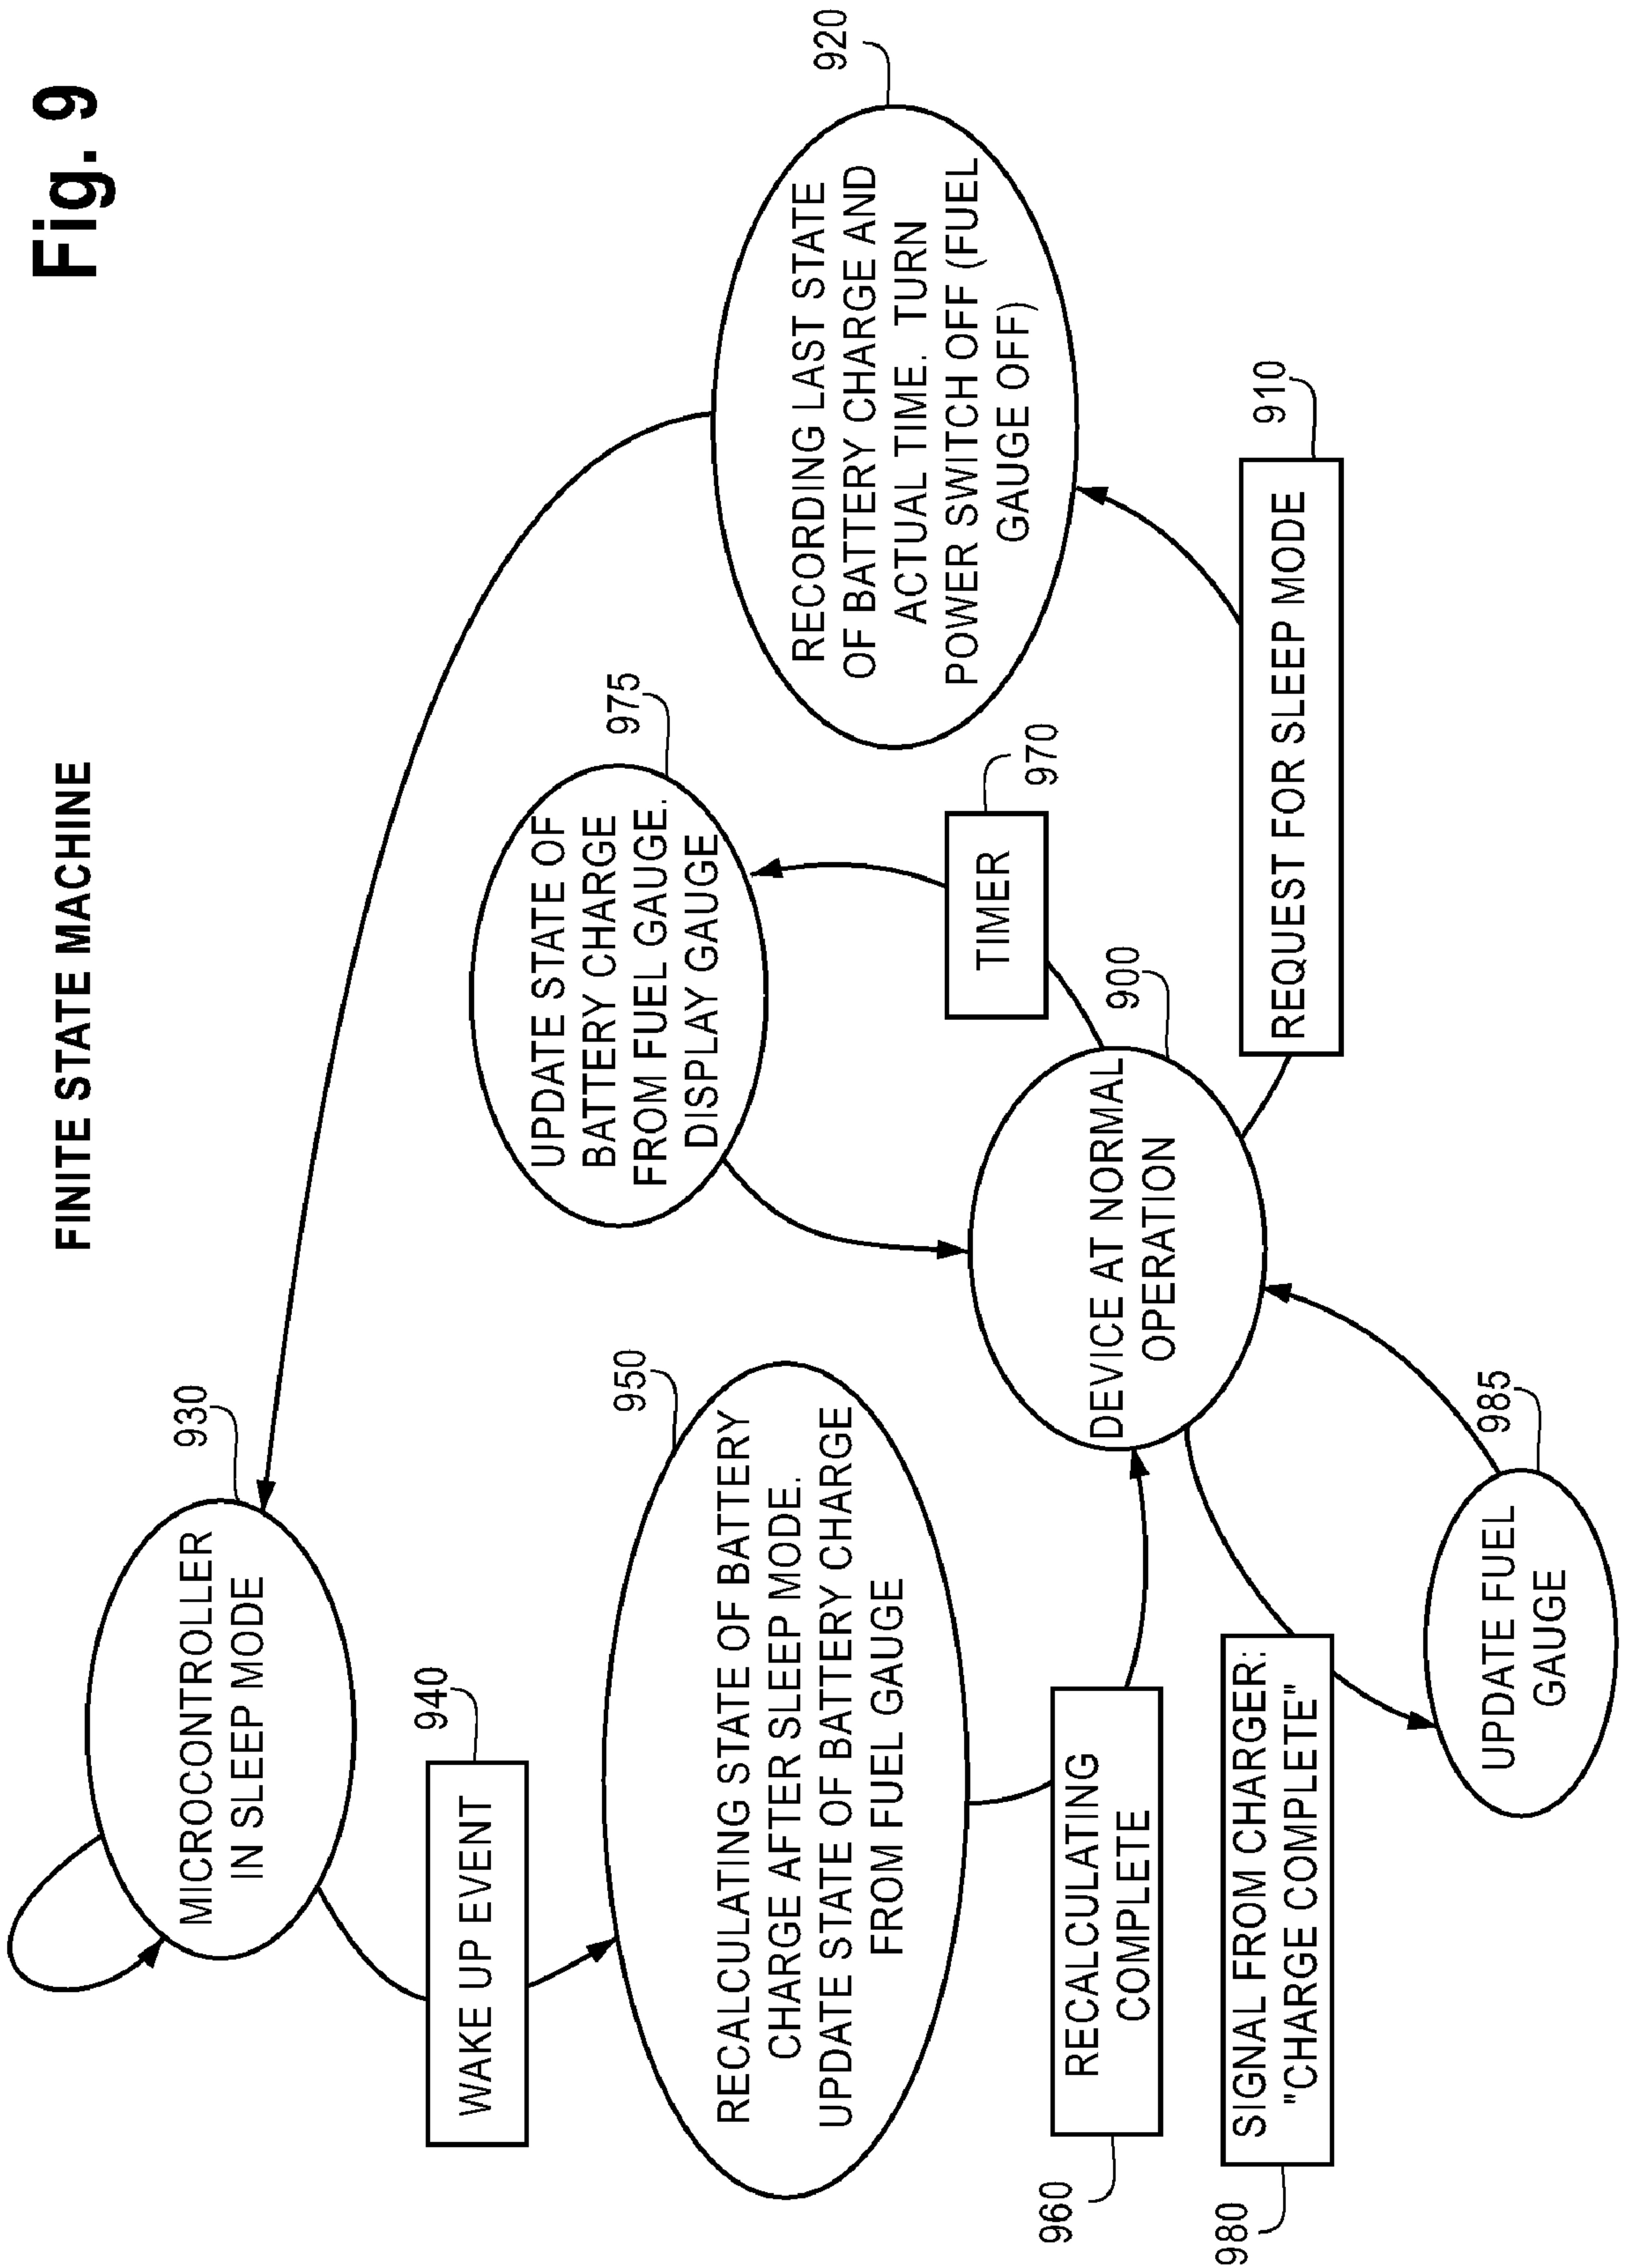 Fig. 9
FINITE STATE MACHINE
930
MICROCONTROLLER
IN SLEEP MODE
940
WAKE UP EVENT
950
RECALCULATING STATE OF BATTERY
CHARGE AFTER SLEEP MODE.
UPDATE STATE OF BATTERY CHARGE
FROM FUEL GAUGE
975
UPDATE STATE OF
BATTERY CHARGE
FROM FUEL GAUGE.
DISPLAY GAUGE
920
RECORDING LAST STATE
OF BATTERY CHARGE AND
ACTUAL TIME. TURN
POWER SWITCH OFF (FUEL
GAUGE OFF)
970
TIMER
960
RECALCULATING
COMPLETE
900
DEVICE AT NORMAL
OPERATION
910
REQUEST FOR SLEEP MODE
980
SIGNAL FROM CHARGER:
"CHARGE COMPLETE"
985
UPDATE FUEL
GAUGE